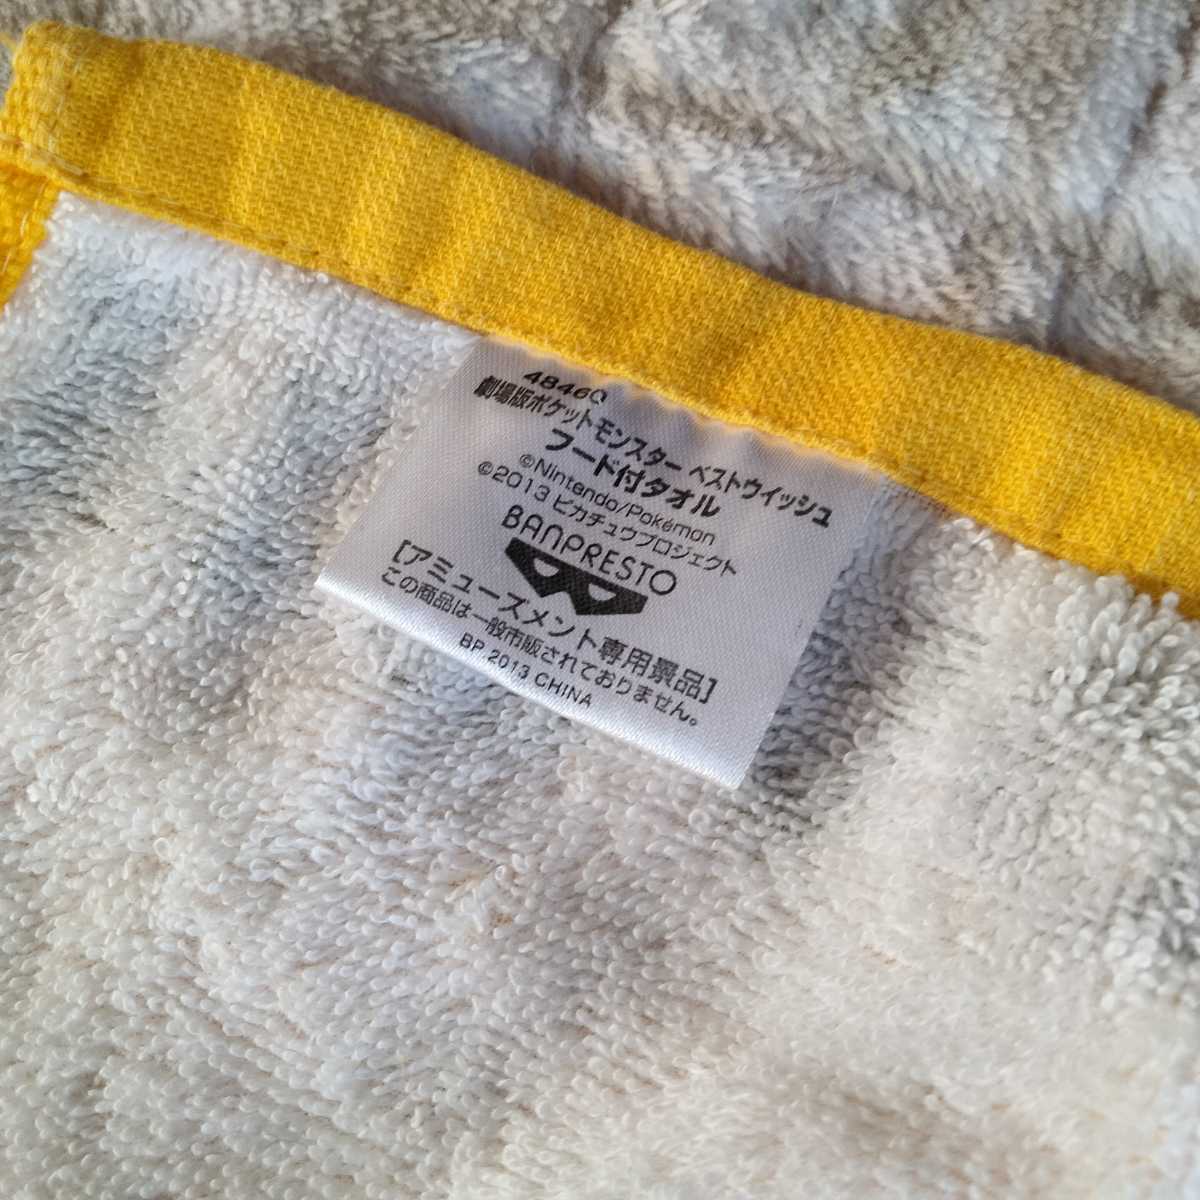 48460
劇場版ポケットモンスター ベストウイッシュ
フード付タオル
©Nintendo/Pokémon
©2013 ピカチュウプロジェクト
BANPRESTO
[アミューズメント専用景品]
この商品は一般市販されておりません。
BP 2013 CHINA